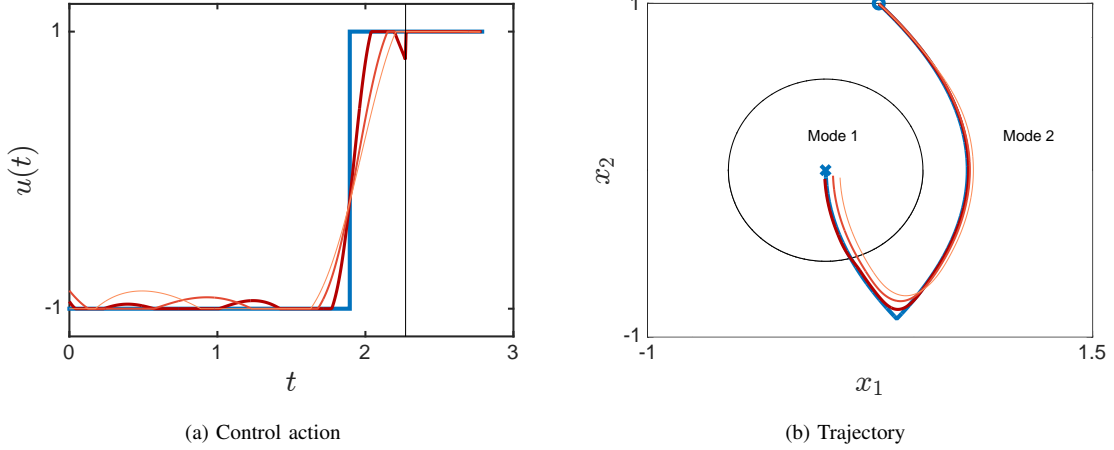 1
u(t)
-1
0
1
2
3
t
(a) Control action
1
x₂
Mode 1
Mode 2
-1
-1
1.5
x₁
(b) Trajectory